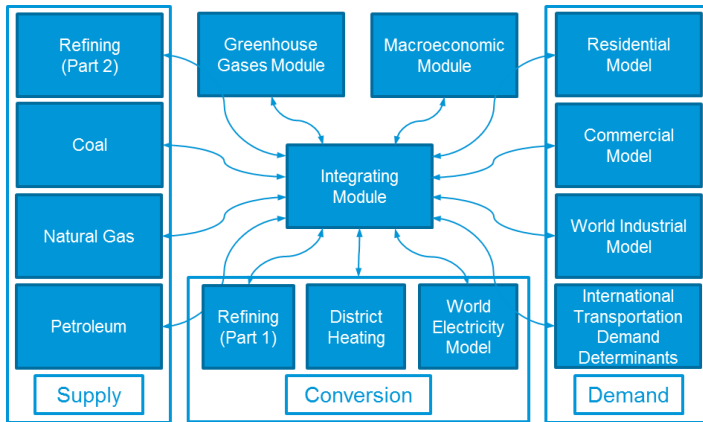 Refining
(Part 2)
Greenhouse
Gases Module
Macroeconomic
Module
Residential
Model
Coal
Commercial
Model
Integrating
Module
Natural Gas
World Industrial
Model
Petroleum
Refining
(Part 1)
District
Heating
World
Electricity
Model
International
Transportation
Demand
Determinants
Supply
Conversion
Demand